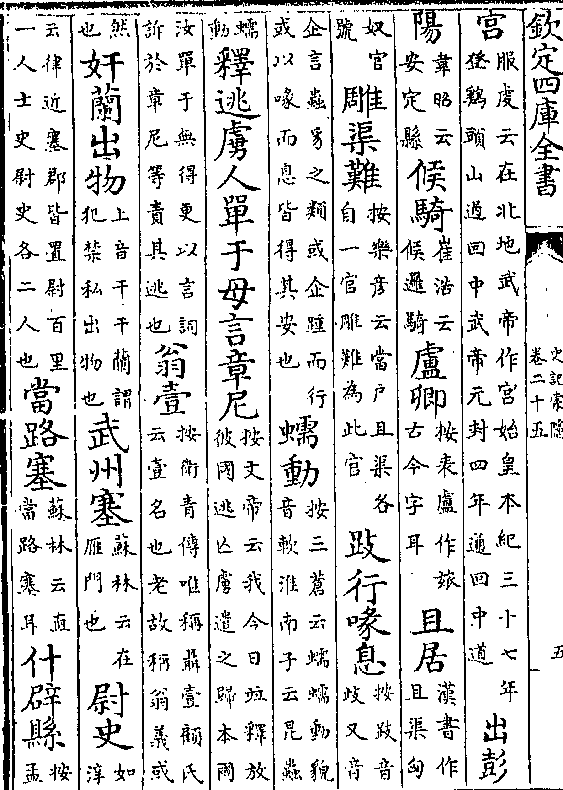 欽定四庫全書
史記索隱
卷二十五
五
宮服虔云在北地武帝作宮始皇本紀三十七年登鷄頭山過回中武帝元封四年通回中道出彭
陽韋昭云安定縣候騎崔浩云候邏騎盧卿按表盧作旅古今字耳且居漢書作且渠匈
奴官號雕渠難按樂彥云當戶且渠各自一官雕難為此官跂行喙息按跂音岐又音
企言蟲豸之類或企踵而行或以喙而息皆得其安也蠕動按三蒼云蠕蠕動貌音軟淮南子云昆蟲
蠕動釋逃虜人單于毋言章尼按文帝云我今日並釋放彼國逃亡虜遣之歸本國
汝單于無得更以言詞訴於章尼等責其逃也翁壹按衛青傳唯稱聶壹顧氏云壹名也老故稱翁義或
然也奸蘭出物上音干干蘭謂犯禁私出物也武州塞蘇林云在雁門也尉史如淳
云律近塞郡皆置尉百里一人士史尉史各二人也當路塞蘇林云直當路塞耳什辟縣按孟